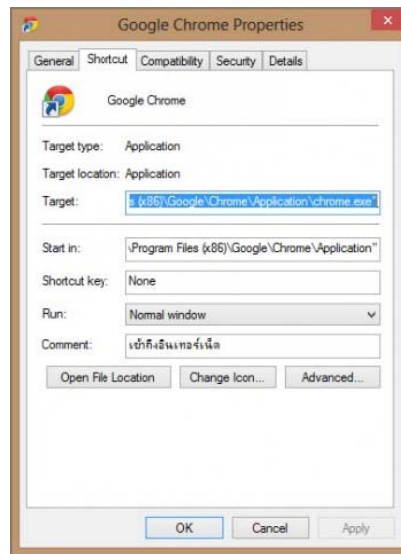 Google Chrome Properties
General Shortcut Compatibility Security Details
Google Chrome
Target type: Application
Target location: Application
Target: s (x86)\Google\Chrome\Application\chrome.exe"
Start in: \Program Files (x86)\Google\Chrome\Application"
Shortcut key: None
Run: Normal window
Comment: เข้าถึงอินเทอร์เน็ต
Open File Location Change Icon... Advanced...
OK Cancel Apply